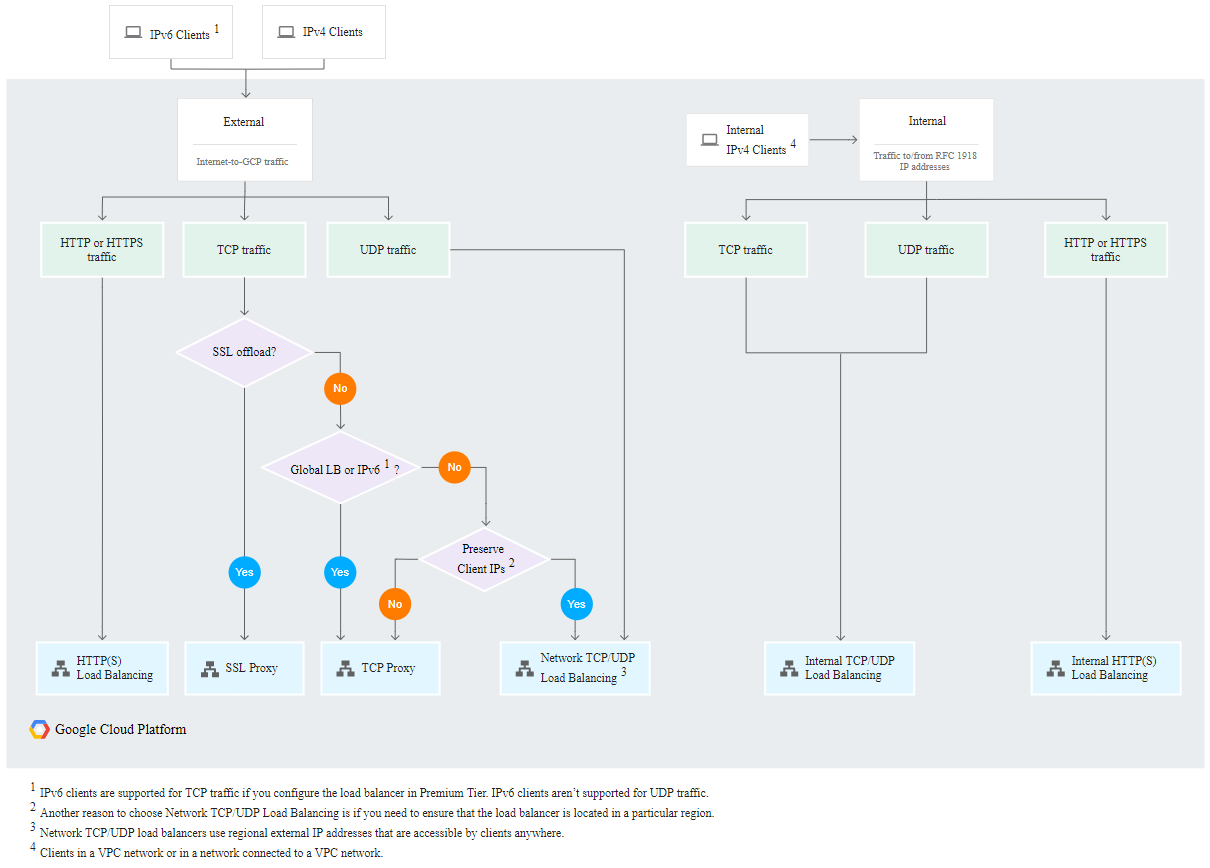 IPv6 Clients 1
IPv4 Clients
External
Internet-to-GCP traffic
Internal
IPv4 Clients 4
Internal
Traffic to/from RFC 1918
IP addresses
HTTP or HTTPS
traffic
TCP traffic
UDP traffic
TCP traffic
UDP traffic
HTTP or HTTPS
traffic
SSL offload?
No
Global LB or IPv6 1 ?
No
Preserve
Client IPs 2
Yes
Yes
No
Yes
HTTP(S)
Load Balancing
SSL Proxy
TCP Proxy
Network TCP/UDP
Load Balancing 3
Internal TCP/UDP
Load Balancing
Internal HTTP(S)
Load Balancing
Google Cloud Platform
1 IPv6 clients are supported for TCP traffic if you configure the load balancer in Premium Tier. IPv6 clients aren’t supported for UDP traffic.
2 Another reason to choose Network TCP/UDP Load Balancing is if you need to ensure that the load balancer is located in a particular region.
3 Network TCP/UDP load balancers use regional external IP addresses that are accessible by clients anywhere.
4 Clients in a VPC network or in a network connected to a VPC network.